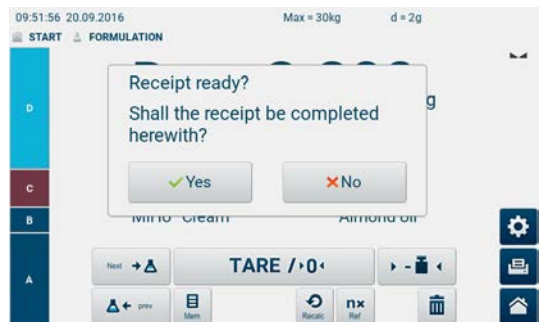 09:51:56 20.09.2016 Max = 30kg d = 2g
START FORMULATION
Receipt ready?
Shall the receipt be completed
herewith?
g
Yes No
D
C
B
A
Cream Almond oil
Next TARE / 0
prev Mem Recalc nx Ref